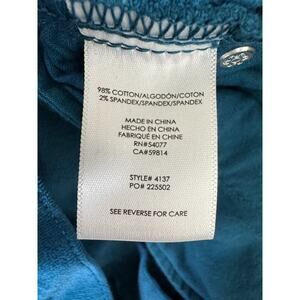 98% COTTON/ALGODÓN/COTON
2% SPANDEX/SPANDEX/SPANDEX
MADE IN CHINA
HECHO EN CHINA
FABRIQUÉ EN CHINE
RN#54077
CA#59814
STYLE# 4137
PO# 225502
SEE REVERSE FOR CARE